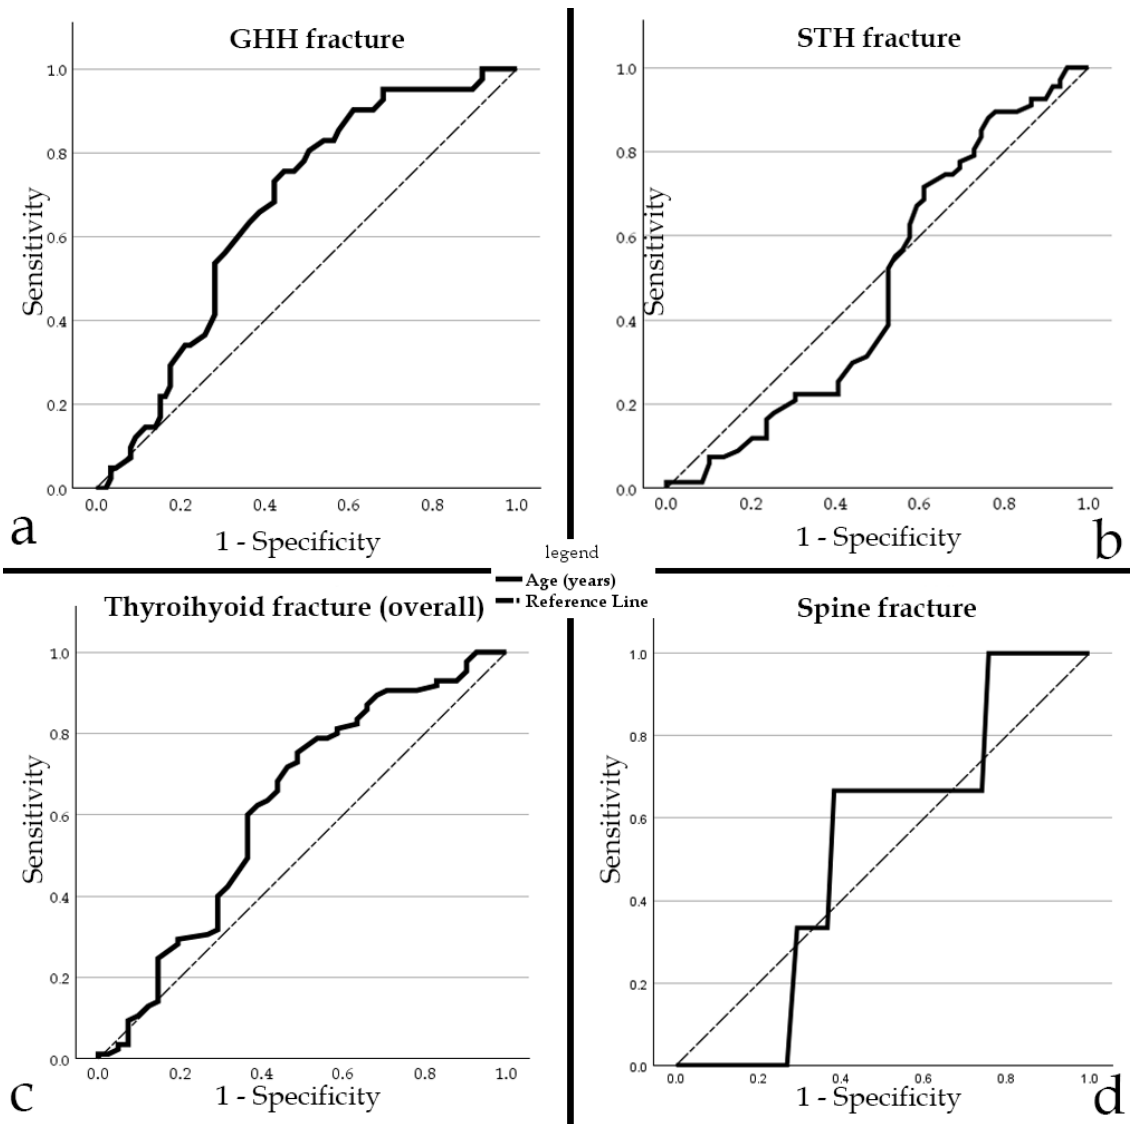 GHH fracture
1.0
0.8
0.6
0.4
0.2
0.0
Sensitivity
0.0 0.2 0.4 0.6 0.8 1.0
1 - Specificity
a
STH fracture
1.0
0.8
0.6
0.4
0.2
0.0
Sensitivity
0.0 0.2 0.4 0.6 0.8 1.0
1 - Specificity
b
legend
Age (years)
Reference Line
Thyroihyoid fracture (overall)
1.0
0.8
0.6
0.4
0.2
0.0
Sensitivity
0.0 0.2 0.4 0.6 0.8 1.0
1 - Specificity
c
Spine fracture
1.0
0.8
0.6
0.4
0.2
0.0
Sensitivity
0.0 0.2 0.4 0.6 0.8 1.0
1 - Specificity
d